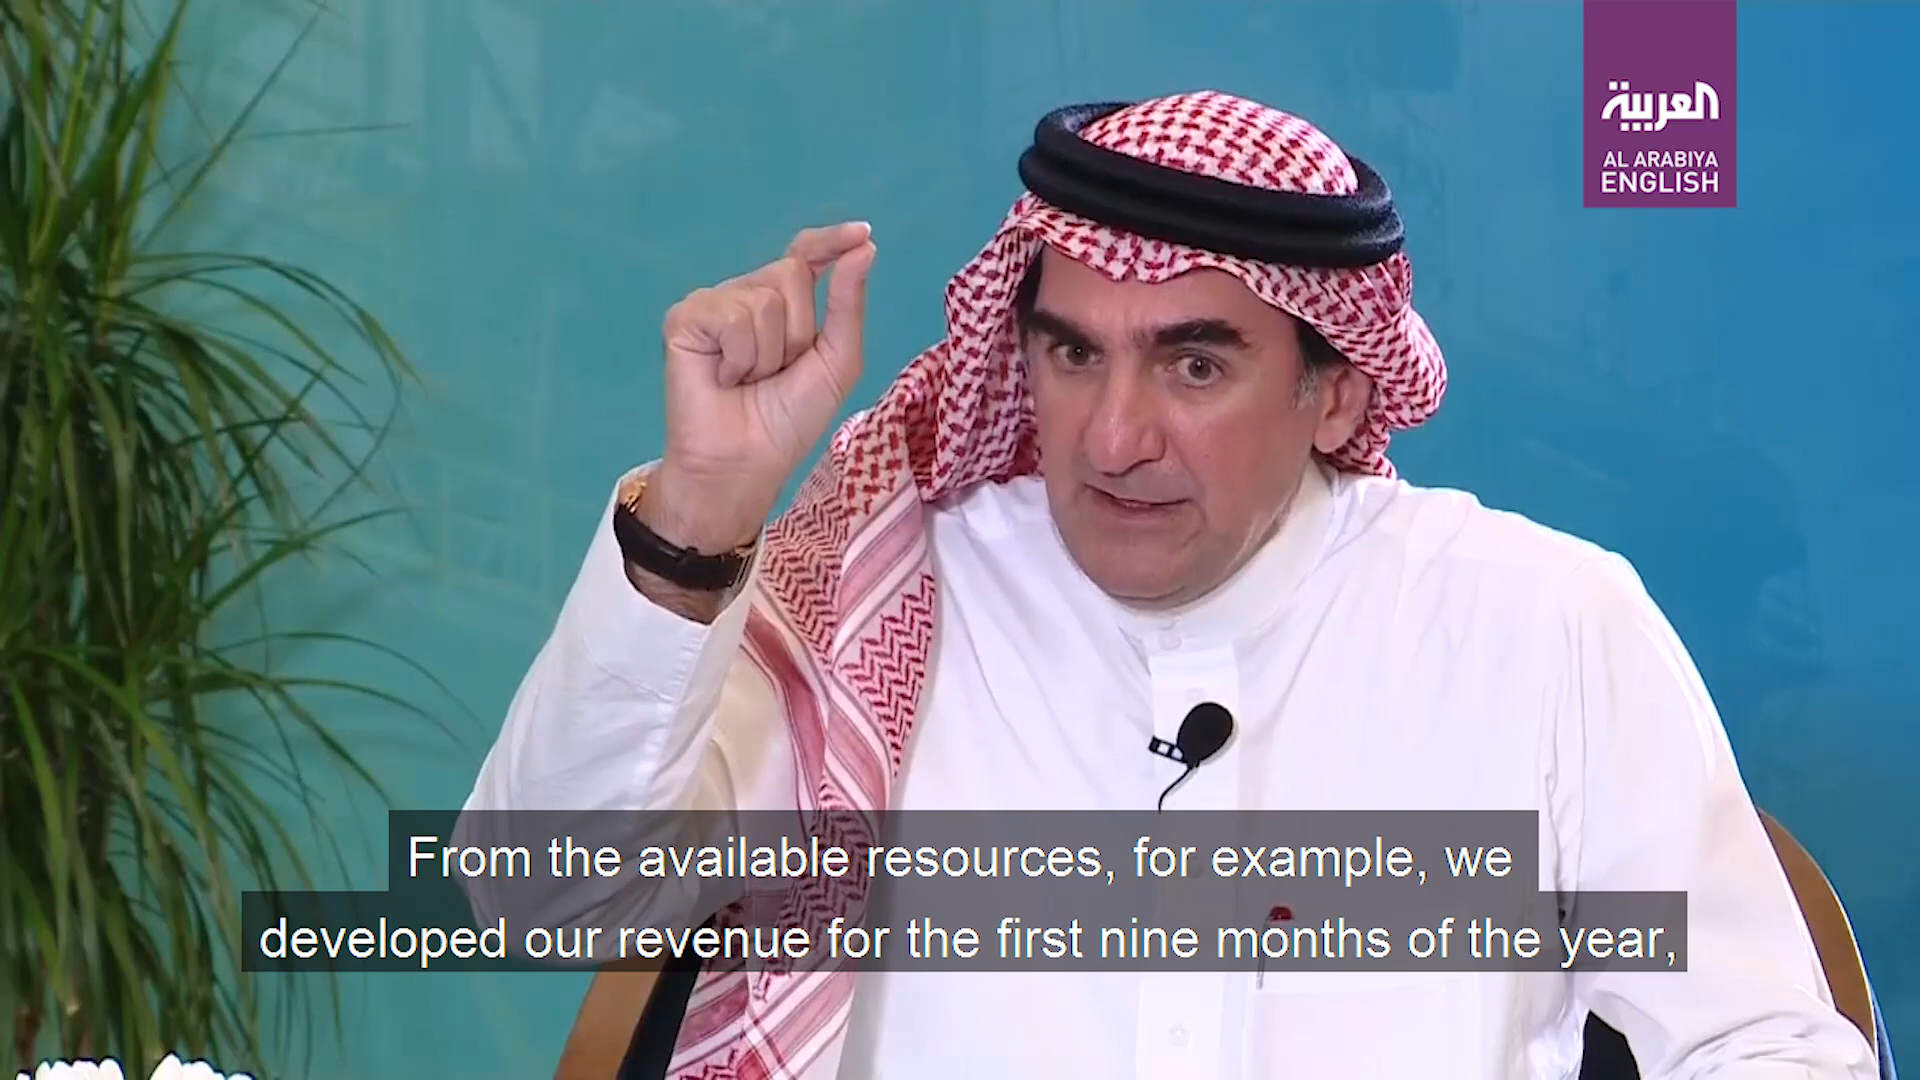 العربية
AL ARABIYA
ENGLISH
From the available resources, for example, we
developed our revenue for the first nine months of the year,